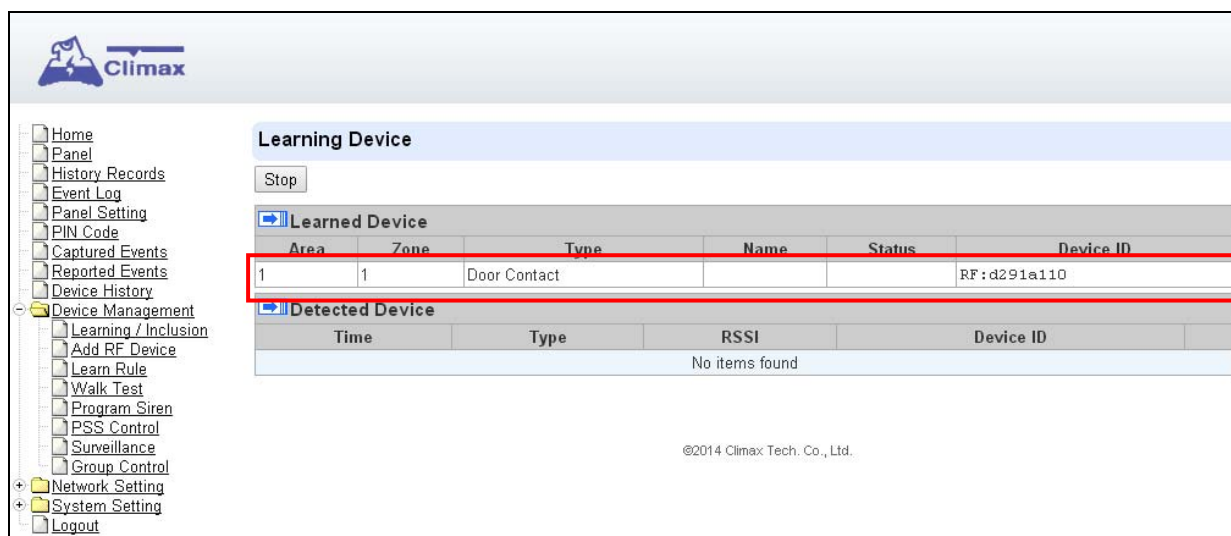 Climax
Home
Panel
History Records
Event Log
Panel Setting
PIN Code
Captured Events
Reported Events
Device History
Device Management
Learning / Inclusion
Add RF Device
Learn Rule
Walk Test
Program Siren
PSS Control
Surveillance
Group Control
Network Setting
System Setting
Logout
Learning Device
Stop
Learned Device
Area Zone Type Name Status Device ID
1 1 Door Contact RF:d291a110
Detected Device
Time Type RSSI Device ID
No items found
©2014 Climax Tech. Co., Ltd.